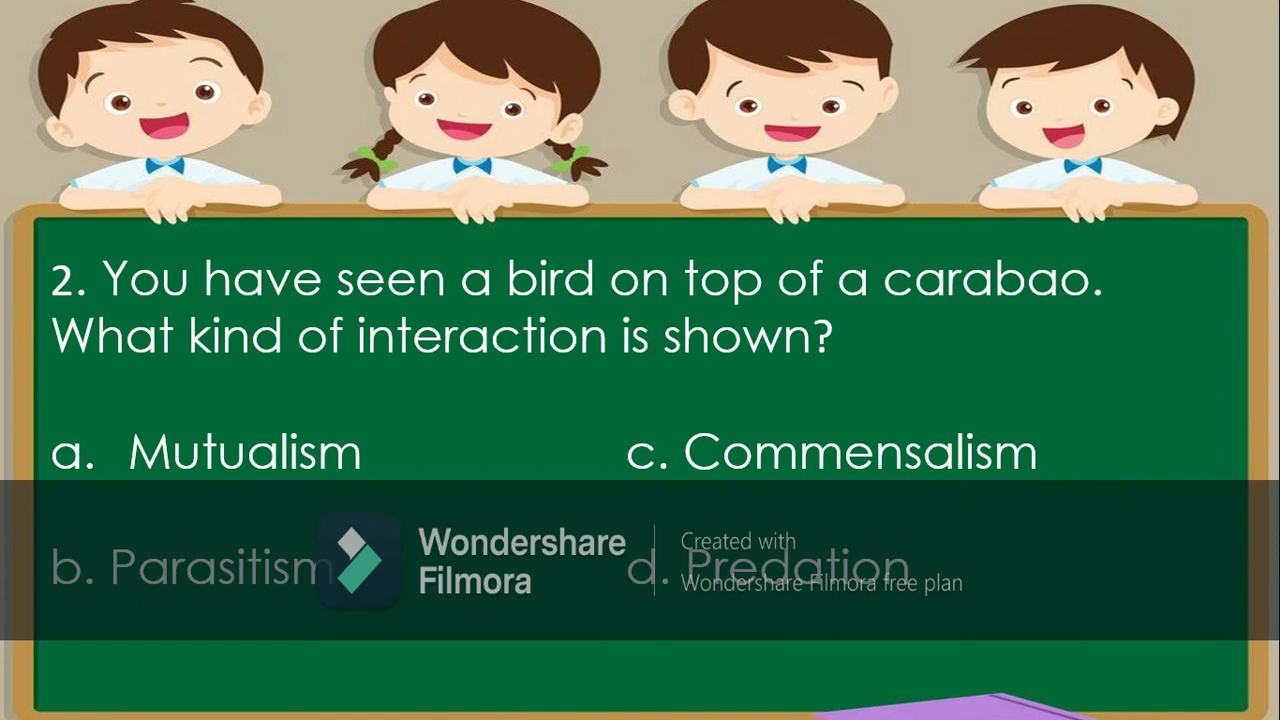 2. You have seen a bird on top of a carabao.
What kind of interaction is shown?
a. Mutualism
c. Commensalism
b. Parasitism
d. Predation
Wondershare
Filmora
Created with
Wondershare Filmora free plan